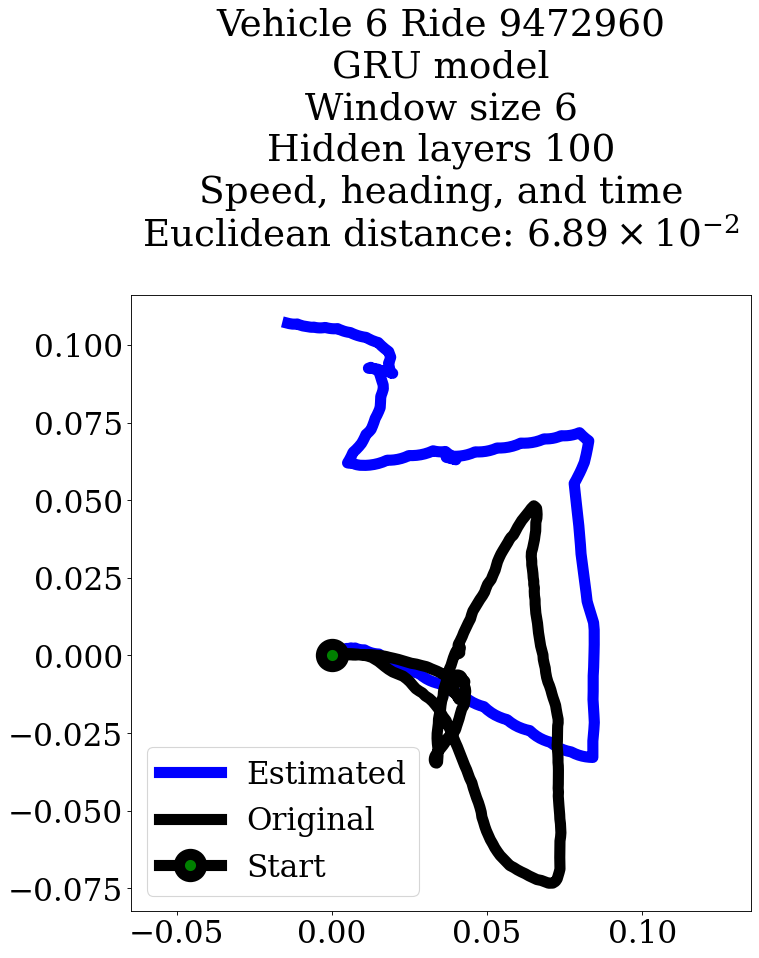 Vehicle 6 Ride 9472960
GRU model
Window size 6
Hidden layers 100
Speed, heading, and time
Euclidean distance: 6.89 × 10⁻²
0.100
0.075
0.050
0.025
0.000
−0.025
−0.050
−0.075
Estimated
Original
Start
−0.05 0.00 0.05 0.10